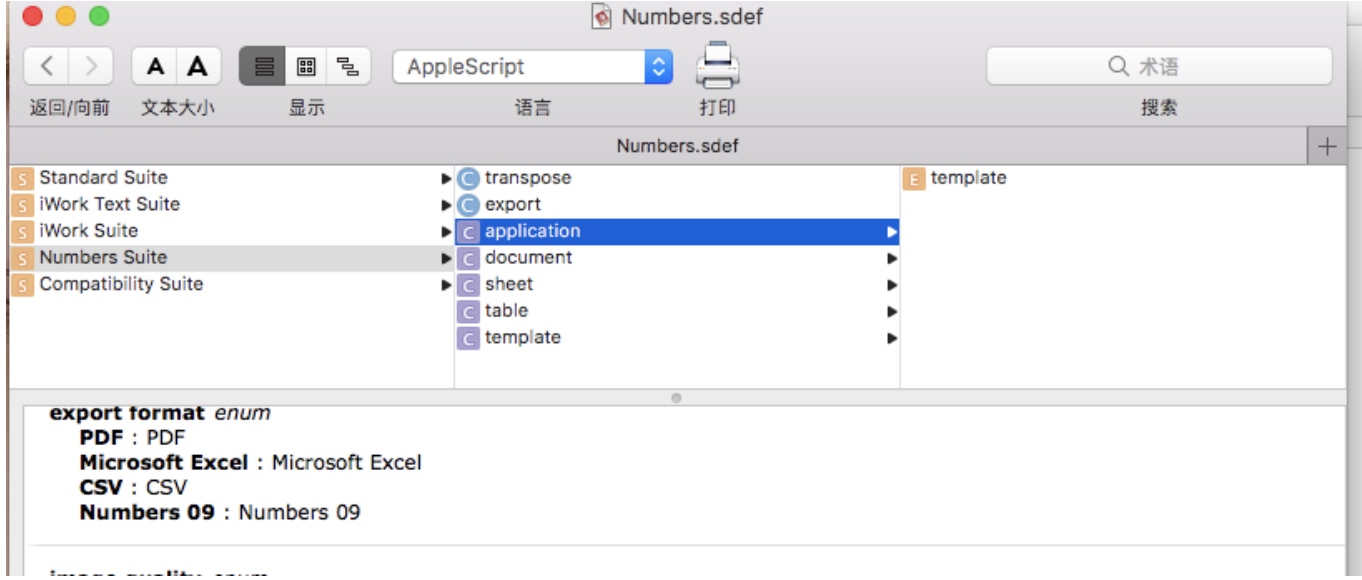 Numbers.sdef
A A
AppleScript
术语
返回/向前
文本大小
显示
语言
打印
搜索
Numbers.sdef
S Standard Suite
S iWork Text Suite
S iWork Suite
S Numbers Suite
S Compatibility Suite
C transpose
C export
C application
C document
C sheet
C table
C template
E template
export format enum
PDF : PDF
Microsoft Excel : Microsoft Excel
CSV : CSV
Numbers 09 : Numbers 09
image quality enum